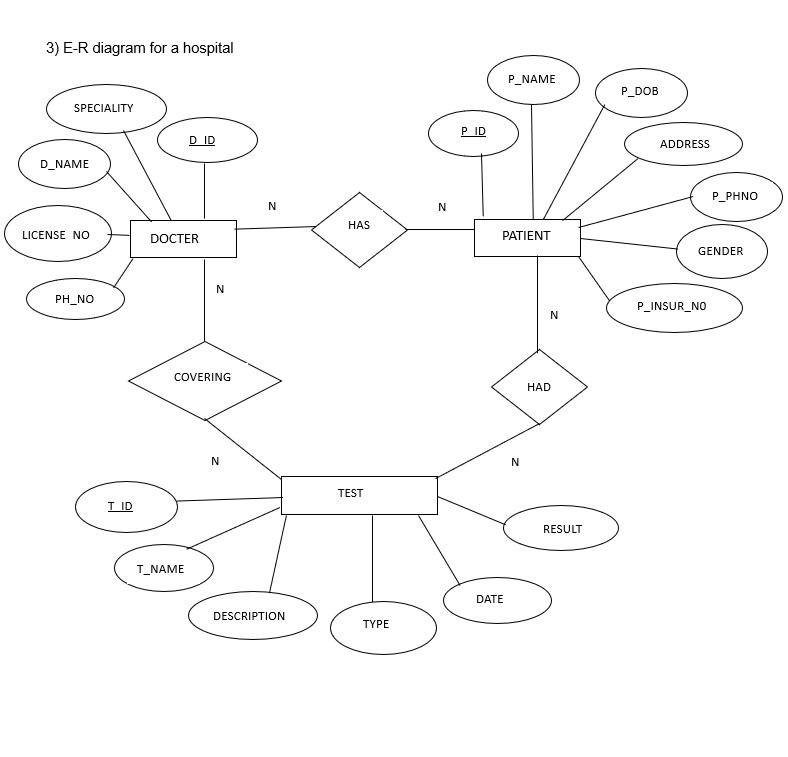 3) E-R diagram for a hospital
P_NAME
P_DOB
SPECIALITY
P_ID
D_ID
ADDRESS
D_NAME
P_PHNO
N
N
HAS
LICENSE NO
DOCTER
PATIENT
GENDER
N
PH_NO
P_INSUR_N0
N
COVERING
HAD
N
N
TEST
T_ID
RESULT
T_NAME
DATE
DESCRIPTION
TYPE